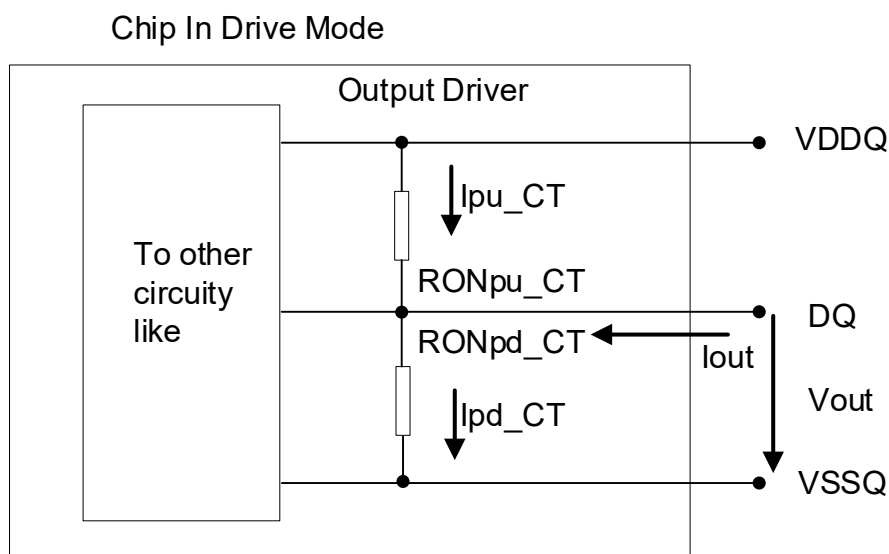 Chip In Drive Mode
Output Driver
VDDQ
Ipu_CT
To other
circuity
like
RONpu_CT
DQ
RONpd_CT
Iout
Vout
Ipd_CT
VSSQ